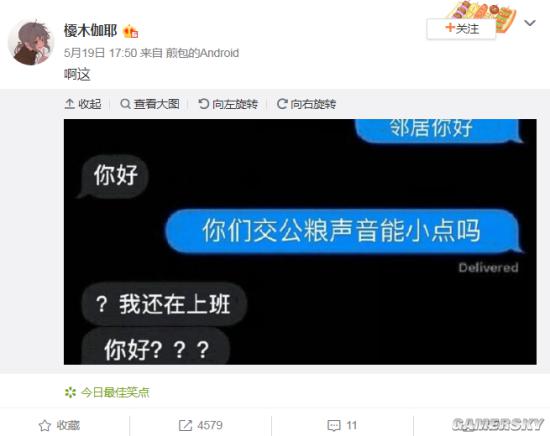 榎木伽耶
5月19日 17:50 来自 煎包的Android
+关注
啊这
收起 查看大图 向左旋转 向右旋转
邻居你好
你好
你们交公粮声音能小点吗
Delivered
？我还在上班
你好？？？
今日最佳笑点
收藏 4579 11
GAMERSKY